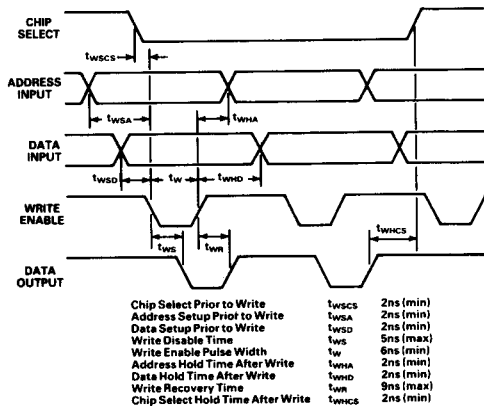 CHIP
SELECT
tWSCS
ADDRESS
INPUT
tWSA
tWHA
DATA
INPUT
tWSD
tW
tWHD
WRITE
ENABLE
tWS
tWR
tWHCS
DATA
OUTPUT
Chip Select Prior to Write tWSCS 2ns (min)
Address Setup Prior to Write tWSA 2ns (min)
Data Setup Prior to Write tWSD 2ns (min)
Write Disable Time tWS 5ns (max)
Write Enable Pulse Width tW 6ns (min)
Address Hold Time After Write tWHA 2ns (min)
Data Hold Time After Write tWHD 2ns (min)
Write Recovery Time tWR 9ns (max)
Chip Select Hold Time After Write tWHCS 2ns (min)